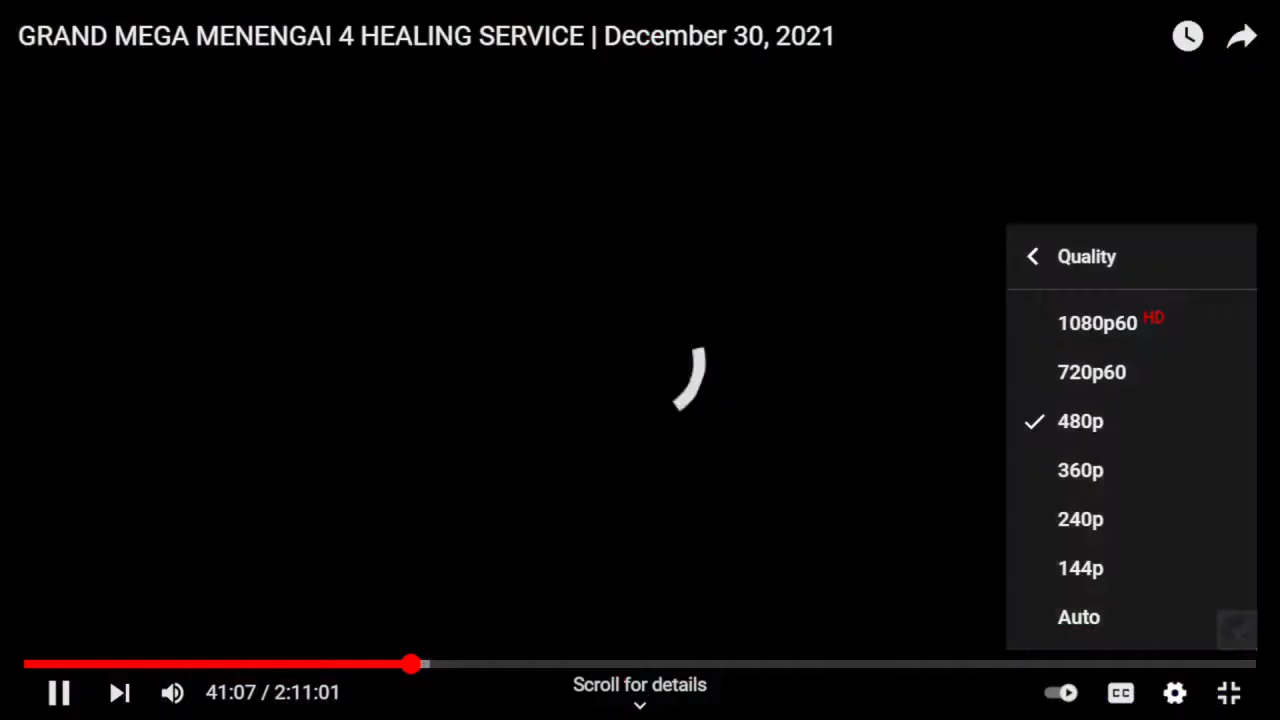 GRAND MEGA MENENGAI 4 HEALING SERVICE | December 30, 2021
Quality
1080p60 HD
720p60
480p
360p
240p
144p
Auto
41:07 / 2:11:01
Scroll for details
CC